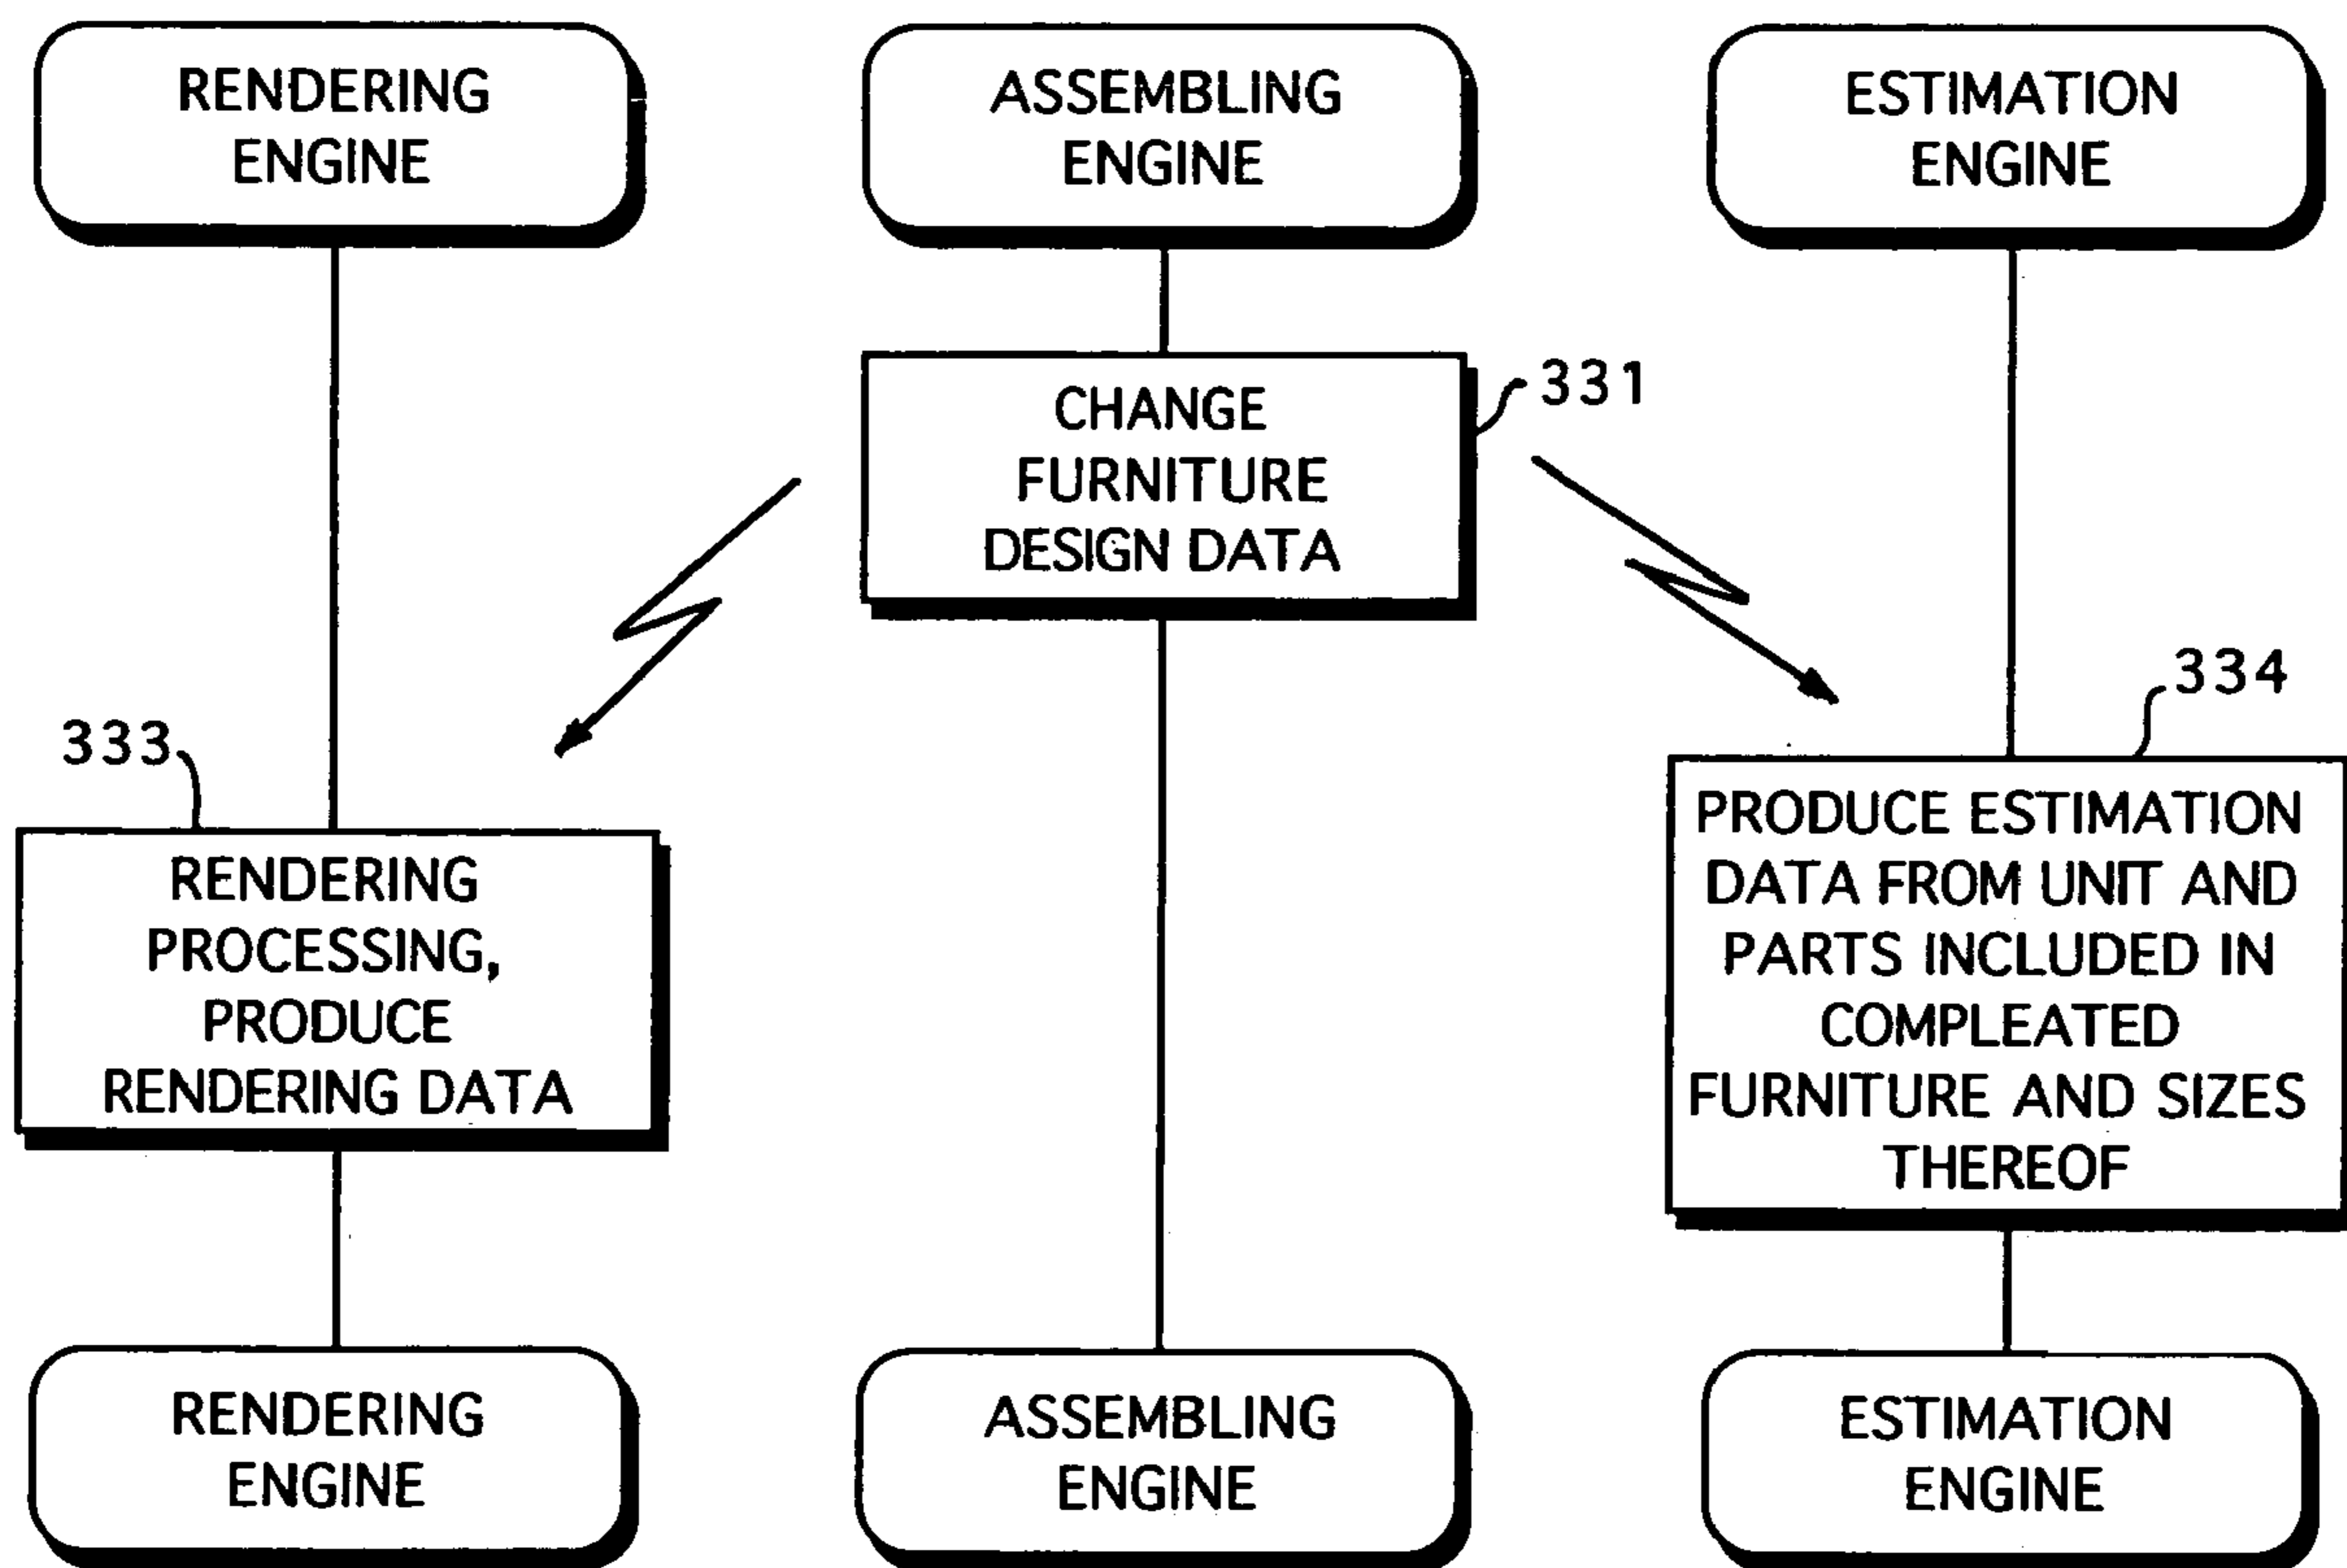 RENDERING
ENGINE
ASSEMBLING
ENGINE
ESTIMATION
ENGINE
CHANGE
FURNITURE
DESIGN DATA
331
333
RENDERING
PROCESSING,
PRODUCE
RENDERING DATA
334
PRODUCE ESTIMATION
DATA FROM UNIT AND
PARTS INCLUDED IN
COMPLEATED
FURNITURE AND SIZES
THEREOF
RENDERING
ENGINE
ASSEMBLING
ENGINE
ESTIMATION
ENGINE